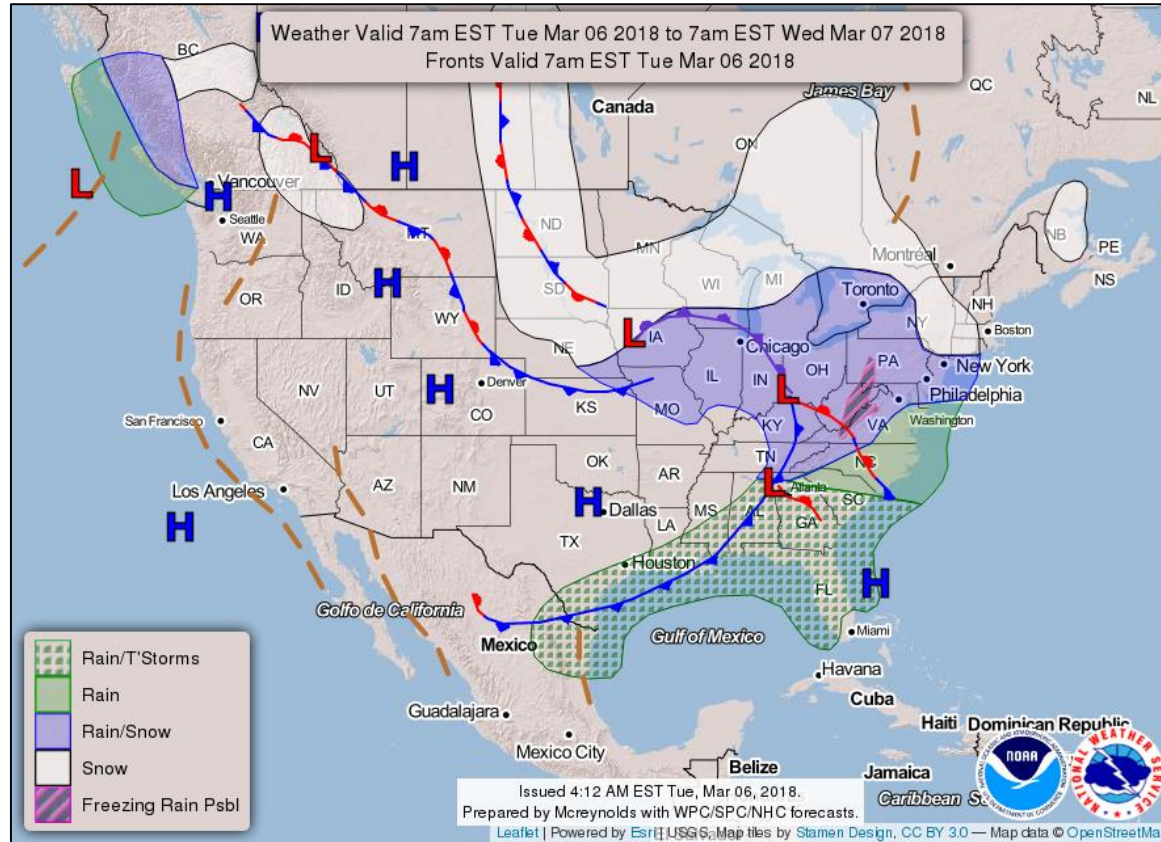 Weather Valid 7am EST Tue Mar 06 2018 to 7am EST Wed Mar 07 2018
Fronts Valid 7am EST Tue Mar 06 2018
BC
H
James Bay
QC
NL
Canada
ON
L
H
L
H
Vancouver
Seattle
WA
MT
ND
MN
Montréal
NB
PE
NS
OR
ID
H
SD
WI
MI
Toronto
NH
Boston
WY
L
IA
NY
NE
Chicago
New York
NV
UT
H
Denver
CO
KS
MO
IL
IN
OH
PA
Philadelphia
L
San Francisco
CA
KY
VA
Washington
Los Angeles
AZ
NM
OK
AR
TN
NC
L
Atlanta
H
H
Dallas
TX
LA
MS
AL
GA
SC
Houston
FL
H
Golfo de California
Mexico
Gulf of Mexico
Miami
Havana
Cuba
Guadalajara
Mexico City
Haiti
Dominican Republic
Belize
Jamaica
Caribbean
Rain/T'Storms
Rain
Rain/Snow
Snow
Freezing Rain Psbl
NOAA
NATIONAL WEATHER SERVICE
Issued 4:12 AM EST Tue, Mar 06, 2018.
Prepared by Mcreynolds with WPC/SPC/NHC forecasts.
Leaflet | Powered by Esri | USGS, Map tiles by Stamen Design, CC BY 3.0 — Map data © OpenStreetMa